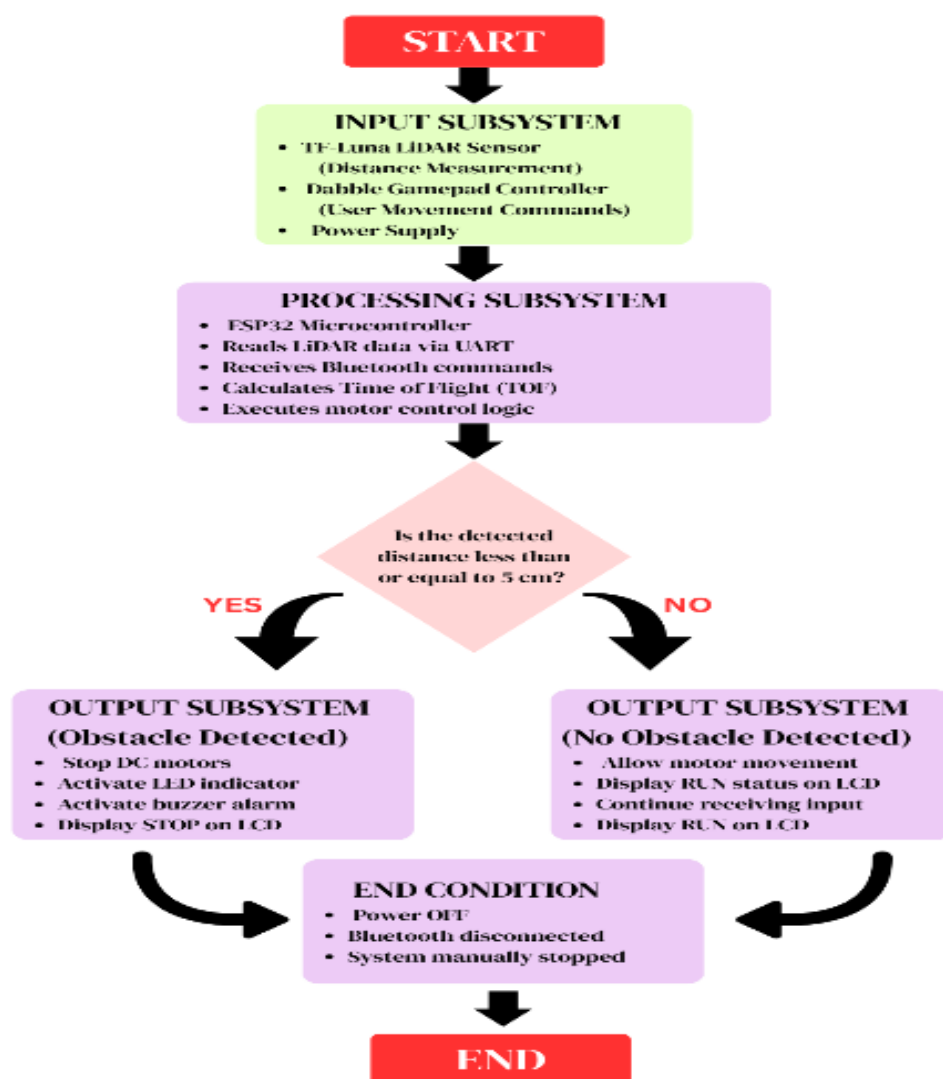 START
INPUT SUBSYSTEM
• TF-Luna LiDAR Sensor
(Distance Measurement)
• Dabble Gamepad Controller
(User Movement Commands)
• Power Supply
PROCESSING SUBSYSTEM
• ESP32 Microcontroller
• Reads LiDAR data via UART
• Receives Bluetooth commands
• Calculates Time of Flight (TOF)
• Executes motor control logic
Is the detected
distance less than
or equal to 5 cm?
YES
NO
OUTPUT SUBSYSTEM
(Obstacle Detected)
• Stop DC motors
• Activate LED indicator
• Activate buzzer alarm
• Display STOP on LCD
OUTPUT SUBSYSTEM
(No Obstacle Detected)
• Allow motor movement
• Display RUN status on LCD
• Continue receiving input
• Display RUN on LCD
END CONDITION
• Power OFF
• Bluetooth disconnected
• System manually stopped
END